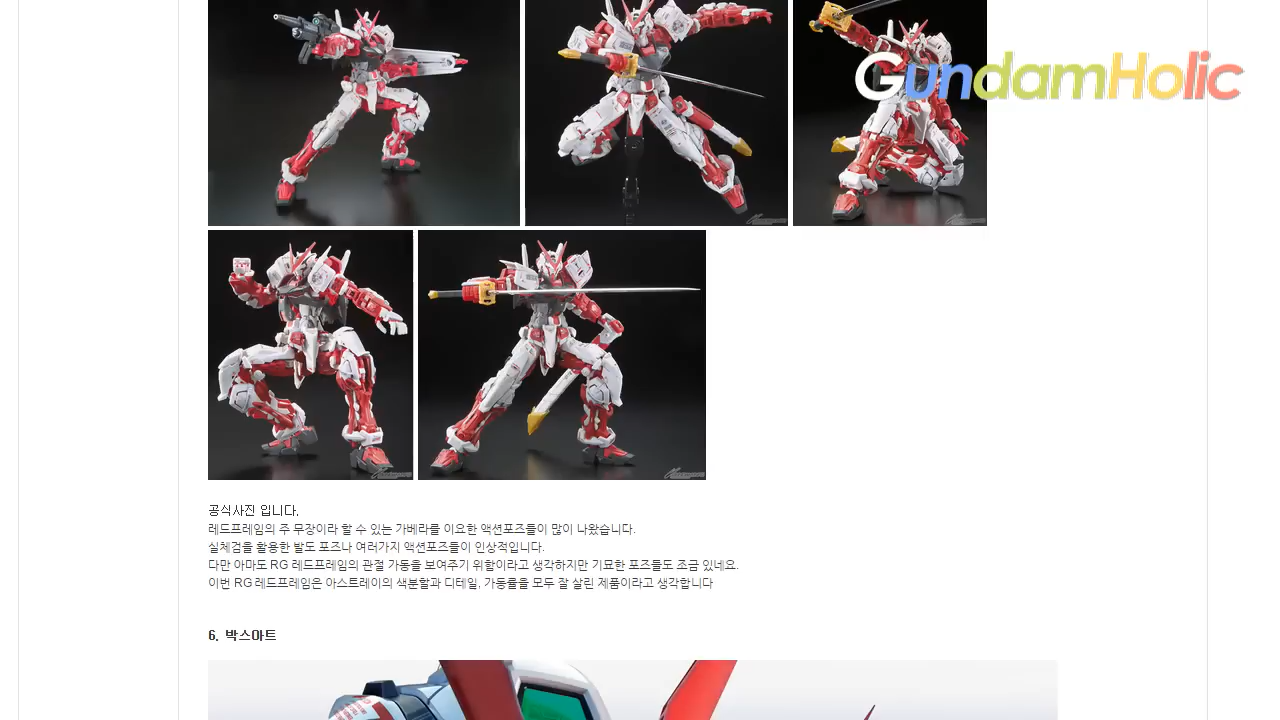 GundamHolic
공식사진 입니다.
레드프레임의 주 무장이라 할 수 있는 가베라를 이요한 액션포즈들이 많이 나왔습니다.
실체검을 활용한 발도 포즈나 여러가지 액션포즈들이 인상적입니다.
다만 아마도 RG 레드프레임의 관절 가동을 보여주기 위함이라고 생각하지만 기묘한 포즈들도 조금 있네요.
이번 RG 레드프레임은 아스트레이의 색분할과 디테일, 가동률을 모두 잘 살린 제품이라고 생각합니다
6. 박스아트